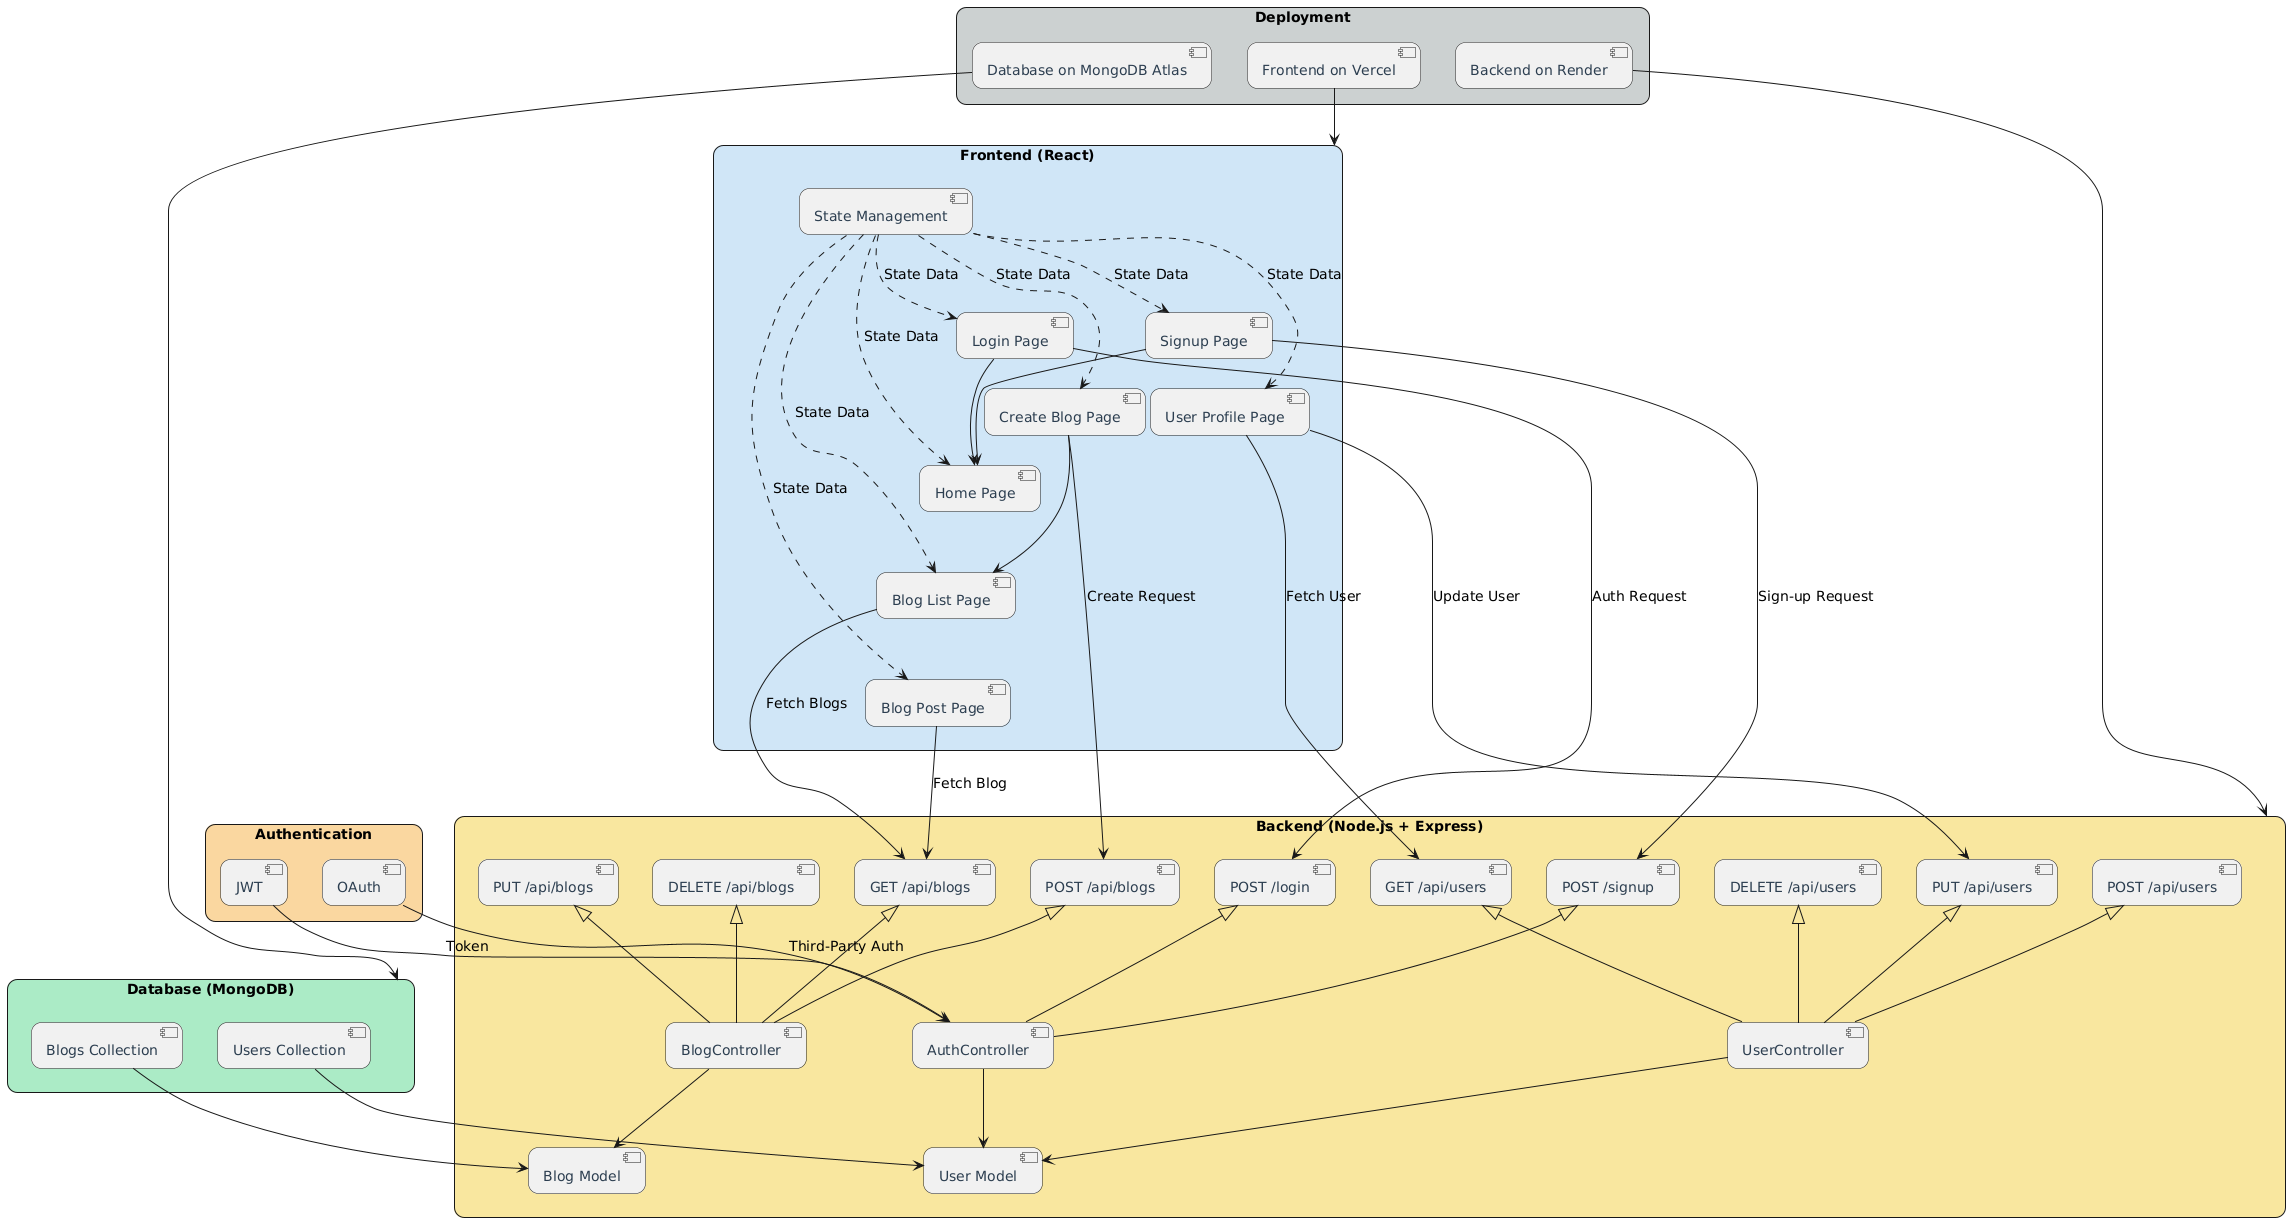 Deployment
Database on MongoDB Atlas
Frontend on Vercel
Backend on Render
Frontend (React)
State Management
State Data
State Data
State Data
State Data
State Data
Login Page
Signup Page
State Data
Create Blog Page
User Profile Page
State Data
Home Page
Blog List Page
Create Request
Fetch User
Update User
Auth Request
Sign-up Request
Fetch Blogs
Blog Post Page
Fetch Blog
Authentication
JWT
OAuth
Backend (Node.js + Express)
PUT /api/blogs
DELETE /api/blogs
GET /api/blogs
POST /api/blogs
POST /login
GET /api/users
POST /signup
DELETE /api/users
PUT /api/users
POST /api/users
Token
Third-Party Auth
Database (MongoDB)
Blogs Collection
Users Collection
BlogController
AuthController
UserController
Blog Model
User Model